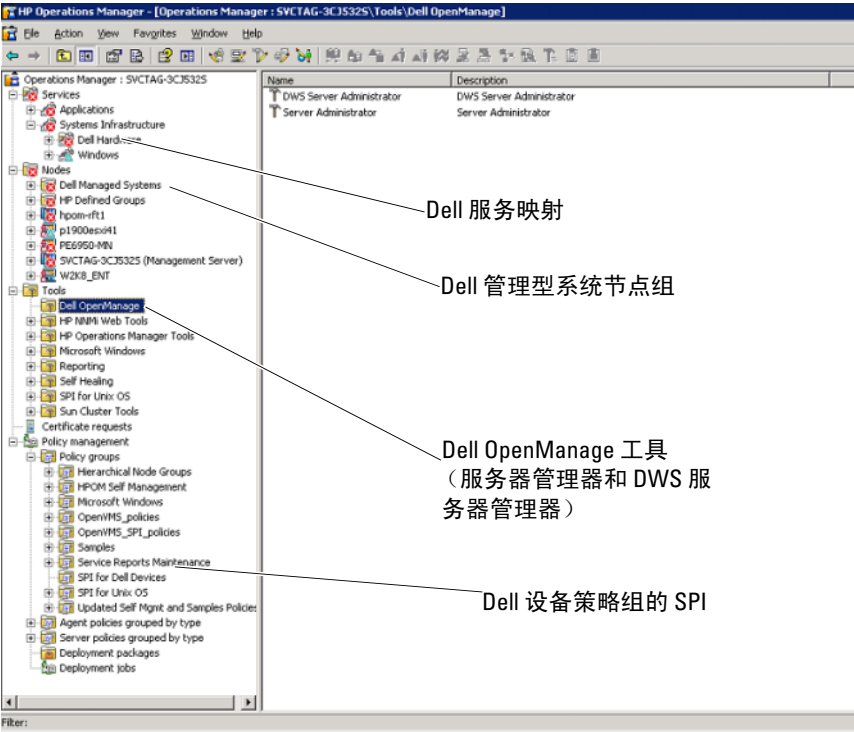 HP Operations Manager - [Operations Manager : SVCTAG-3CJ532S\Tools\Dell OpenManage]
File Action View Favorites Window Help
Operations Manager : SVCTAG-3CJ532S
Services
Applications
Systems Infrastructure
Dell Hardware
Windows
Nodes
Dell Managed Systems
HP Defined Groups
hpom-rft1
p1900esxi41
PE6950-MN
SVCTAG-3CJ532S (Management Server)
W2K8_ENT
Tools
Dell OpenManage
HP NNMi Web Tools
HP Operations Manager Tools
Microsoft Windows
Reporting
Self Healing
SPI for Unix OS
Sun Cluster Tools
Certificate requests
Policy management
Policy groups
Hierarchical Node Groups
HPOM Self Management
Microsoft Windows
OpenVMS_policies
OpenVMS_SPI_policies
Samples
Service Reports Maintenance
SPI for Dell Devices
SPI for Unix OS
Updated Self Mgmt and Samples Policies
Agent policies grouped by type
Server policies grouped by type
Deployment packages
Deployment jobs
Filter:
Name Description
DWS Server Administrator DWS Server Administrator
Server Administrator Server Administrator
Dell 服务映射
Dell 管理型系统节点组
Dell OpenManage 工具
（服务器管理器和 DWS 服
务器管理器）
Dell 设备策略组的 SPI